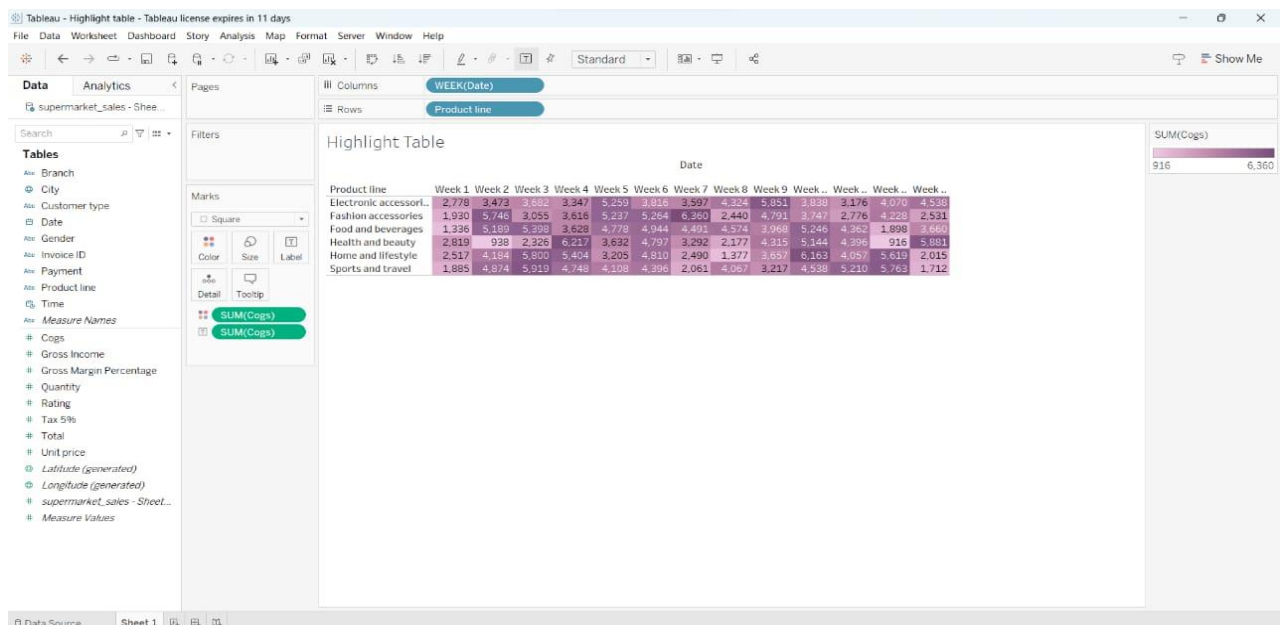 Tableau - Highlight table - Tableau license expires in 11 days
File Data Worksheet Dashboard Story Analysis Map Format Server Window Help
Standard
Show Me
Data Analytics
supermarket_sales - Shee...
Search
Tables
Abc Branch
City
Abc Customer type
Date
Abc Gender
Abc Invoice ID
Abc Payment
Abc Product line
Time
Abc Measure Names
# Cogs
# Gross Income
# Gross Margin Percentage
# Quantity
# Rating
# Tax 5%
# Total
# Unit price
Latitude (generated)
Longitude (generated)
# supermarket_sales - Sheet...
# Measure Values
Pages
Filters
Marks
Square
Color Size Label
Detail Tooltip
SUM(Cogs)
SUM(Cogs)
Columns WEEK(Date)
Rows Product line
Highlight Table
Date
Product line Week 1 Week 2 Week 3 Week 4 Week 5 Week 6 Week 7 Week 8 Week 9 Week .. Week .. Week .. Week ..
Electronic accessori.. 2,778 3,473 3,682 3,347 5,259 3,816 3,597 4,324 5,851 3,838 3,176 4,070 4,538
Fashion accessories 1,930 5,746 3,055 3,616 5,237 5,264 6,360 2,440 4,791 3,747 2,776 4,228 2,531
Food and beverages 1,336 5,189 5,398 3,628 4,778 4,944 4,491 4,574 3,968 5,246 4,362 1,898 3,660
Health and beauty 2,819 938 2,326 6,217 3,632 4,797 3,292 2,177 4,315 5,144 4,396 916 5,881
Home and lifestyle 2,517 4,184 5,800 5,404 3,205 4,810 2,490 1,377 3,657 6,163 4,057 5,619 2,015
Sports and travel 1,885 4,874 5,919 4,748 4,108 4,396 2,061 4,067 3,217 4,538 5,210 5,763 1,712
SUM(Cogs)
916 6,360
Data Source Sheet 1